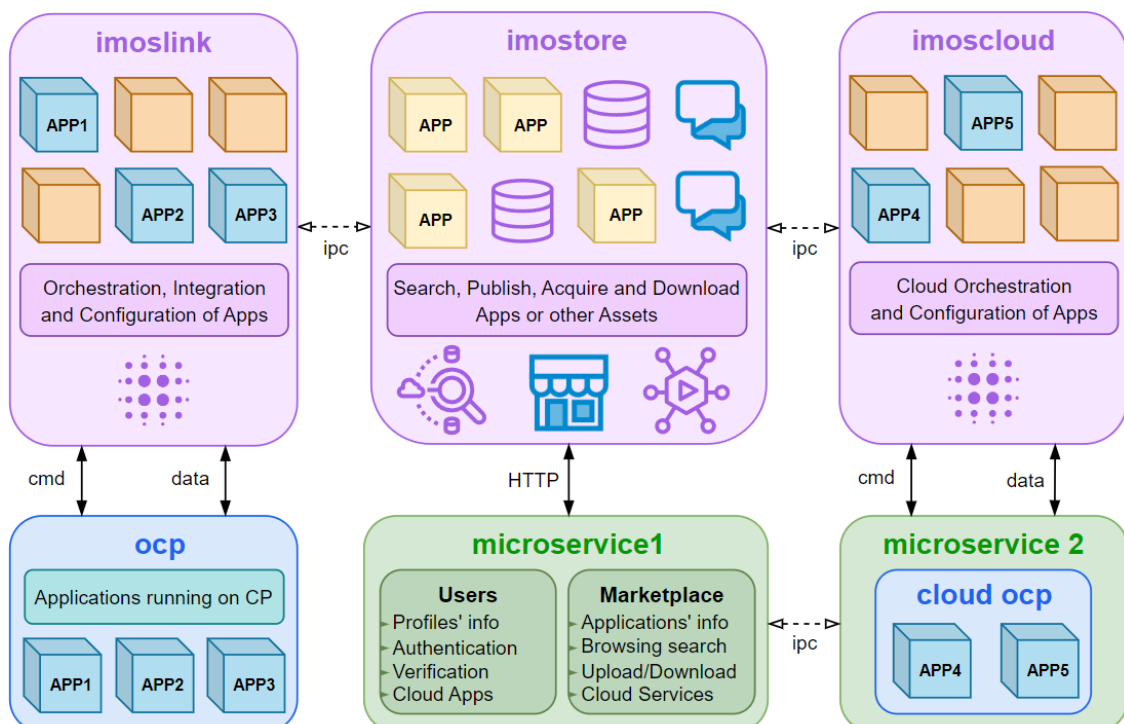 imoslink
APP1
APP2
APP3
Orchestration, Integration
and Configuration of Apps
ipc
imostore
APP
APP
APP
APP
Search, Publish, Acquire and Download
Apps or other Assets
ipc
imoscloud
APP5
APP4
Cloud Orchestration
and Configuration of Apps
cmd
data
HTTP
cmd
data
ocp
Applications running on CP
APP1
APP2
APP3
microservice1
Users
Profiles' info
Authentication
Verification
Cloud Apps
Marketplace
Applications' info
Browsing search
Upload/Download
Cloud Services
ipc
microservice 2
cloud ocp
APP4
APP5